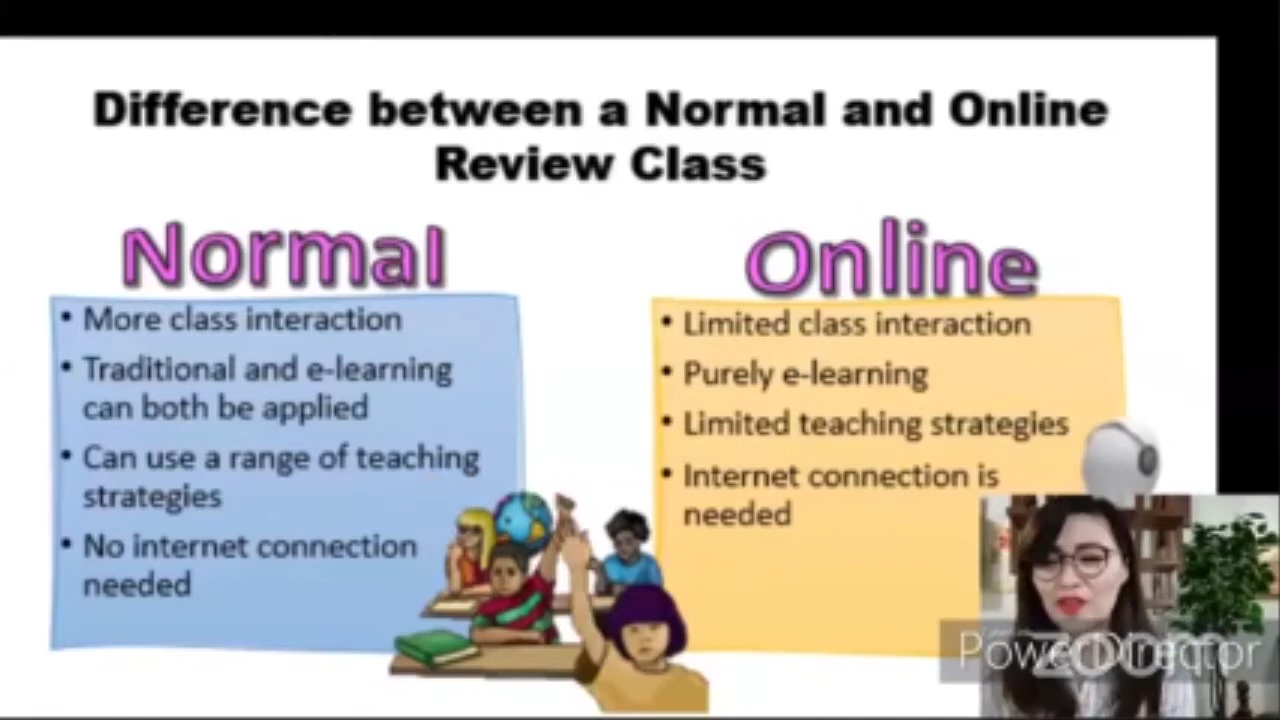 Difference between a Normal and Online
Review Class
Normal
• More class interaction
• Traditional and e-learning
can both be applied
• Can use a range of teaching
strategies
• No internet connection
needed
Online
• Limited class interaction
• Purely e-learning
• Limited teaching strategies
• Internet connection is
needed
PowerDirector
zoom